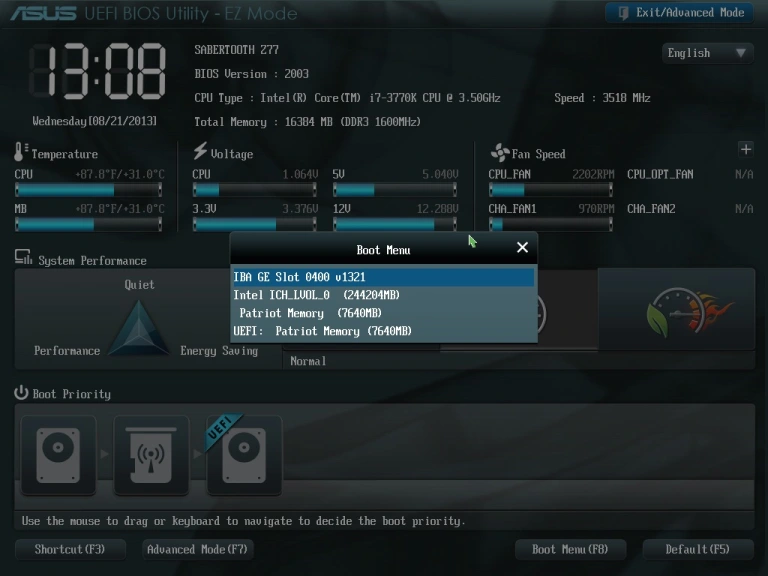 ASUS UEFI BIOS Utility - EZ Mode
Exit/Advanced Mode
13:08
Wednesday[08/21/2013]
SABERTOOTH Z77
BIOS Version : 2003
CPU Type : Intel(R) Core(TM) i7-3770K CPU @ 3.50GHz Speed : 3518 MHz
Total Memory : 16384 MB (DDR3 1600MHz)
English
Temperature
CPU +87.8°F/+31.0°C
MB +87.8°F/+31.0°C
Voltage
CPU 1.064V 5V 5.040V
3.3V 3.376V 12V 12.288V
Fan Speed
CPU_FAN 2202RPM CPU_OPT_FAN N/A
CHA_FAN1 970RPM CHA_FAN2 N/A
System Performance
Quiet
Performance
Energy Saving
Normal
Boot Menu
IBA GE Slot 0400 v1321
Intel ICH_LVOL_0 (244204MB)
Patriot Memory (7640MB)
UEFI: Patriot Memory (7640MB)
Boot Priority
UEFI
Use the mouse to drag or keyboard to navigate to decide the boot priority.
Shortcut(F3)
Advanced Mode(F7)
Boot Menu(F8)
Default(F5)